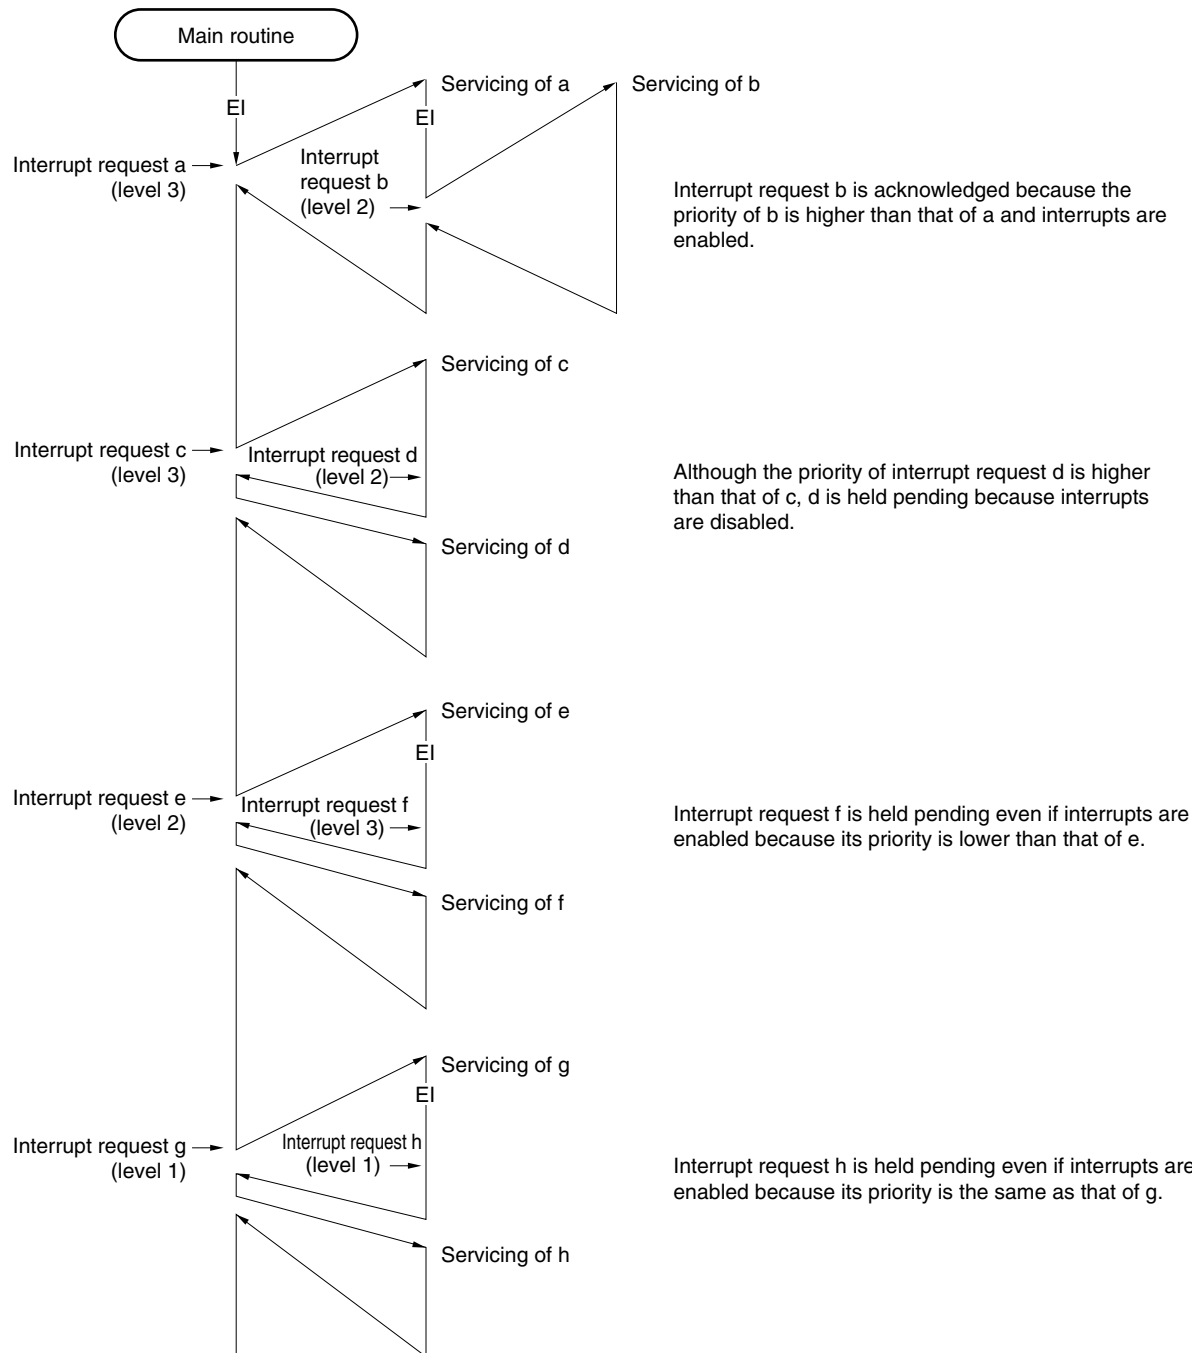 Main routine
EI
Servicing of a
EI
Servicing of b
Interrupt request a
(level 3)
Interrupt
request b
(level 2)
Interrupt request b is acknowledged because the
priority of b is higher than that of a and interrupts are
enabled.
Servicing of c
Interrupt request c
(level 3)
Interrupt request d
(level 2)
Although the priority of interrupt request d is higher
than that of c, d is held pending because interrupts
are disabled.
Servicing of d
Servicing of e
EI
Interrupt request e
(level 2)
Interrupt request f
(level 3)
Interrupt request f is held pending even if interrupts are
enabled because its priority is lower than that of e.
Servicing of f
Servicing of g
EI
Interrupt request g
(level 1)
Interrupt request h
(level 1)
Interrupt request h is held pending even if interrupts are
enabled because its priority is the same as that of g.
Servicing of h